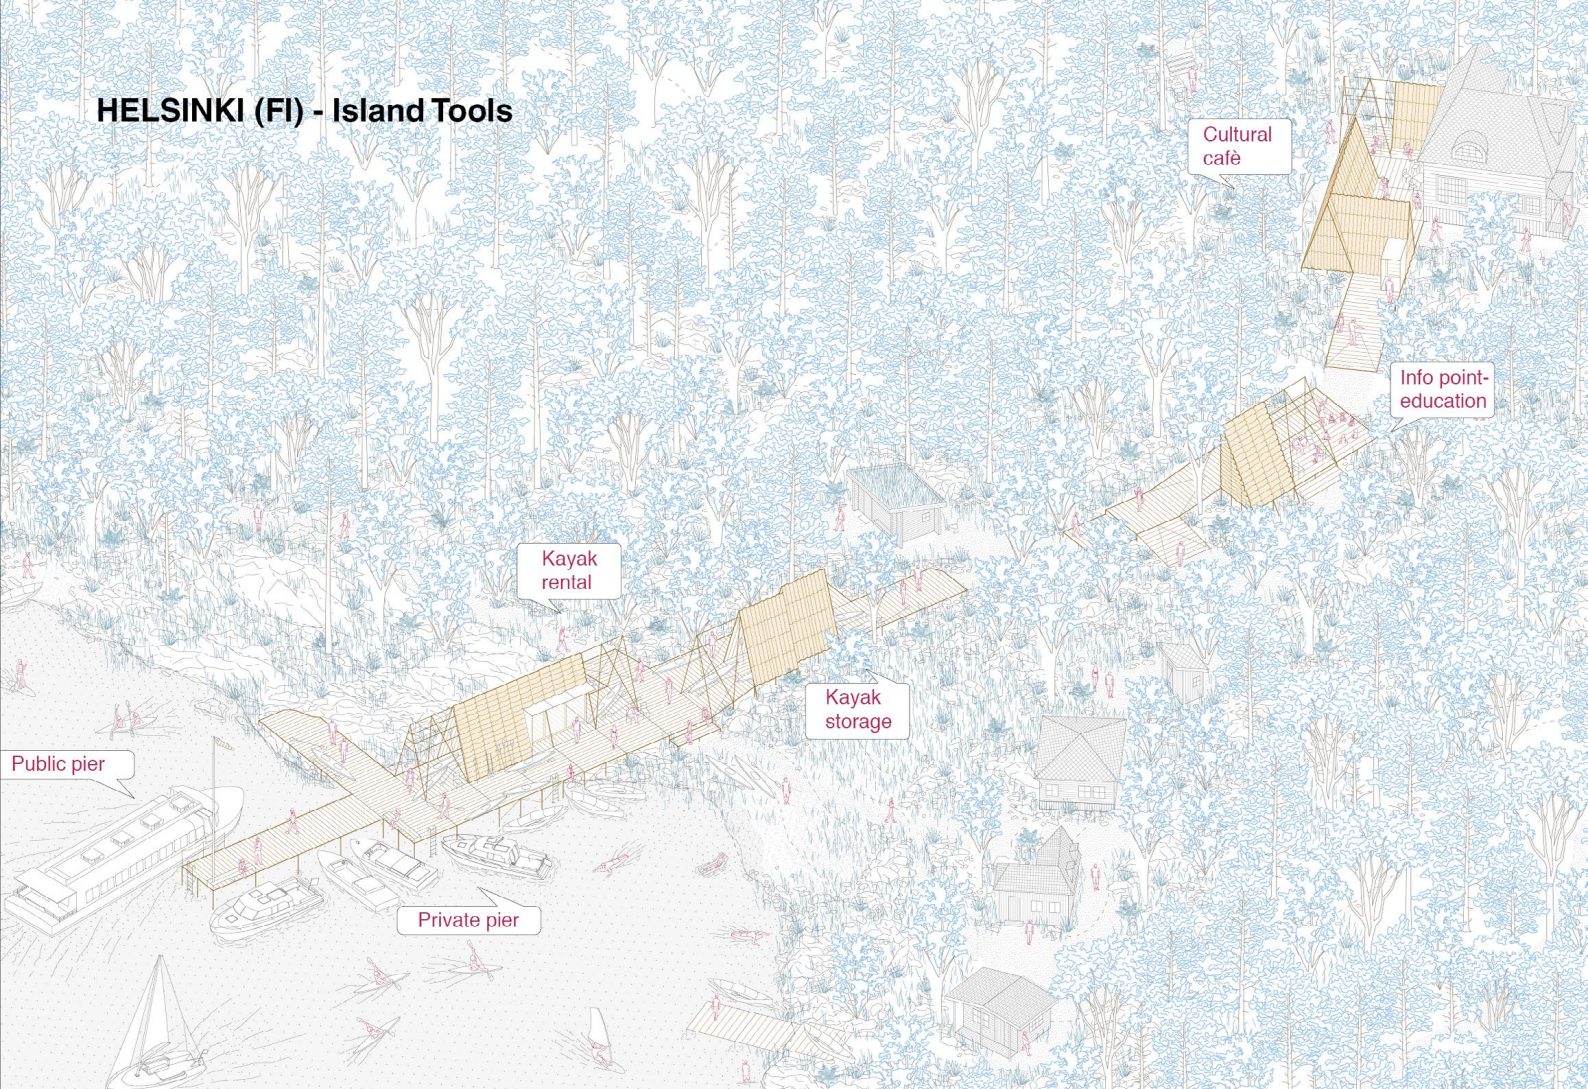 HELSINKI (FI) - Island Tools
Cultural
cafè
Info point-
education
Kayak
rental
Kayak
storage
Public pier
Private pier